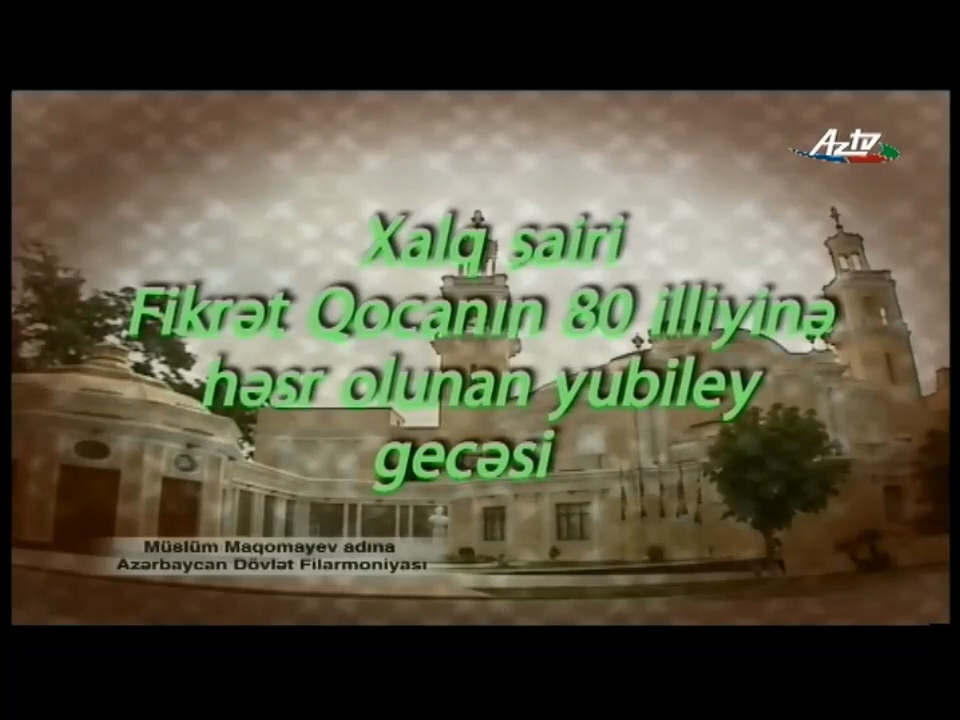 AzTV
Xalq şairi
Fikrət Qocanın 80 illiyinə
həsr olunan yubiley
gecəsi
Müslüm Maqomayev adına
Azərbaycan Dövlət Filarmoniyası